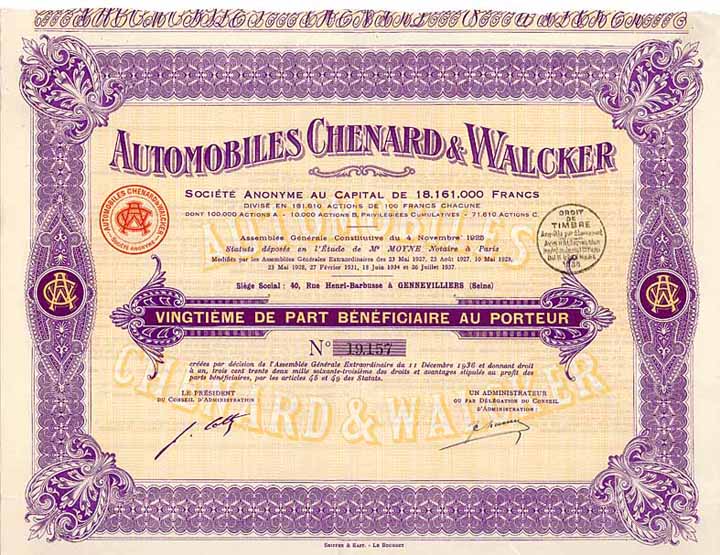 AUTOMOBILES CHENARD & WALCKER
SOCIÉTÉ ANONYME AU CAPITAL DE 18.161.000 FRANCS
DIVISÉ EN 181.610 ACTIONS DE 100 FRANCS CHACUNE
DONT 100.000 ACTIONS A - 10.000 ACTIONS B, PRIVILÉGIÉES CUMULATIVES - 71.610 ACTIONS C.
AUTOMOBILES CHENARD & WALCKER
SOCIÉTÉ ANONYME
DROIT
DE
TIMBRE
Assemblée Générale Constitutive du 4 Novembre 1925
Statuts déposés en l'Étude de Me MOYNE Notaire à Paris
Modifiés par les Assemblées Générales Extraordinaires des 23 Mai 1927, 23 Août 1927, 10 Mai 1928,
23 Mai 1928, 27 Février 1931, 18 Juin 1934 et 26 Juillet 1937.
Siège Social : 40, Rue Henri-Barbusse à GENNEVILLIERS (Seine)
VINGTIÈME DE PART BÉNÉFICIAIRE AU PORTEUR
No 19,157
créées par décision de l'Assemblée Générale Extraordinaire du 11 Décembre 1936 et donnant droit
à un, trois cent trente deux mille soixante-troisième des droits et avantages stipulés au profit des
parts bénéficiaires, par les articles 48 et 49 des Statuts.
LE PRÉSIDENT
DU CONSEIL D'ADMINISTRATION :
UN ADMINISTRATEUR
OU PAR DÉLÉGATION DU CONSEIL
D'ADMINISTRATION :
AUTOMOBILES
CHENARD & WALCKER